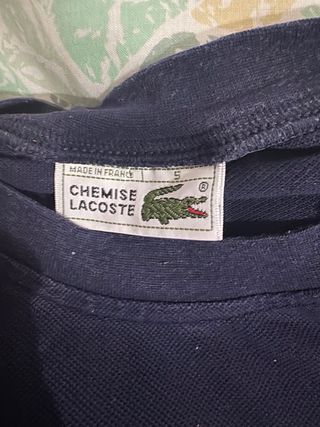 MADE IN FRANCE 5
CHEMISE ®
LACOSTE